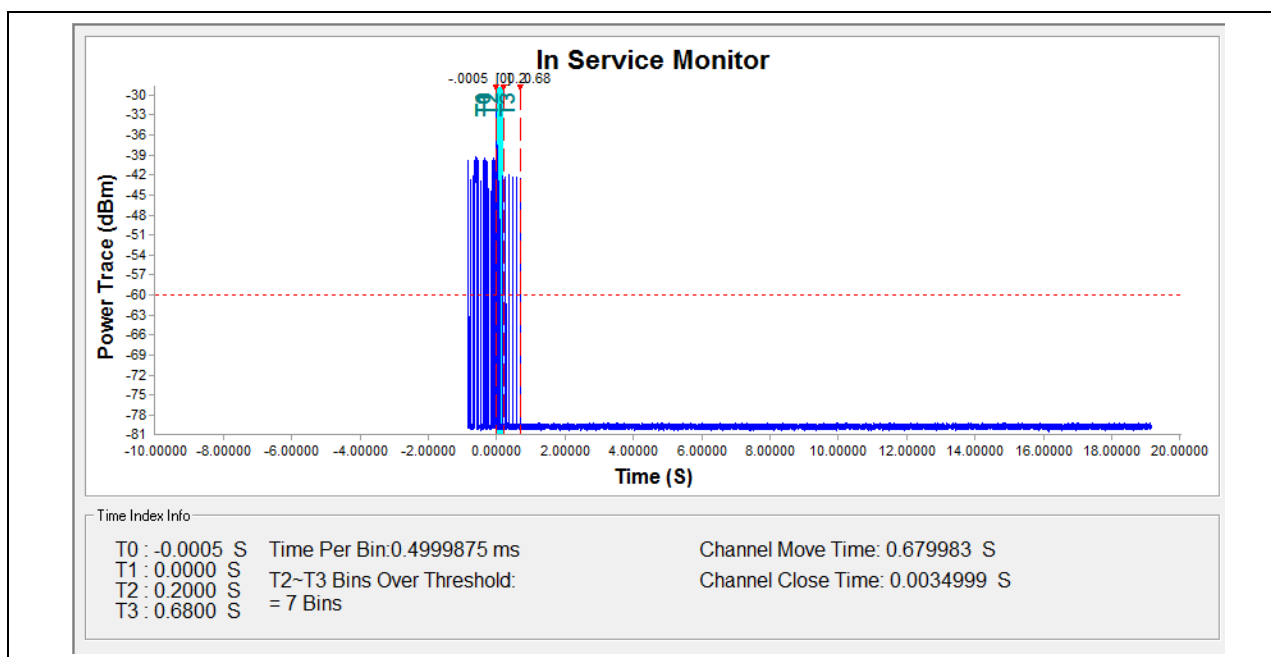 In Service Monitor
-.0005
0.68
T3
Power Trace (dBm)
-30
-33
-36
-39
-42
-45
-48
-51
-54
-57
-60
-63
-66
-69
-72
-75
-78
-81
-10.00000 -8.00000 -6.00000 -4.00000 -2.00000 0.00000 2.00000 4.00000 6.00000 8.00000 10.00000 12.00000 14.00000 16.00000 18.00000 20.00000
Time (S)
Time Index Info
T0 : -0.0005 S Time Per Bin:0.4999875 ms Channel Move Time: 0.679983 S
T1 : 0.0000 S
T2 : 0.2000 S T2~T3 Bins Over Threshold: Channel Close Time: 0.0034999 S
T3 : 0.6800 S = 7 Bins